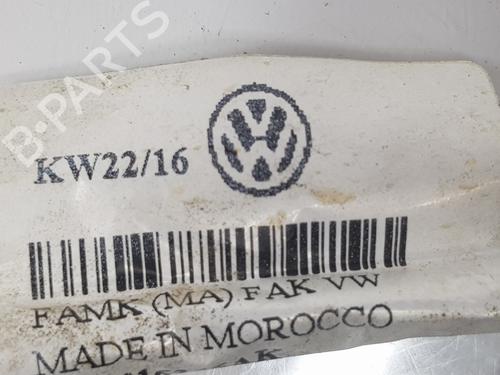 B-PARTS
KW22/16
FAMK (MA) FAK VW
MADE IN MOROCCO